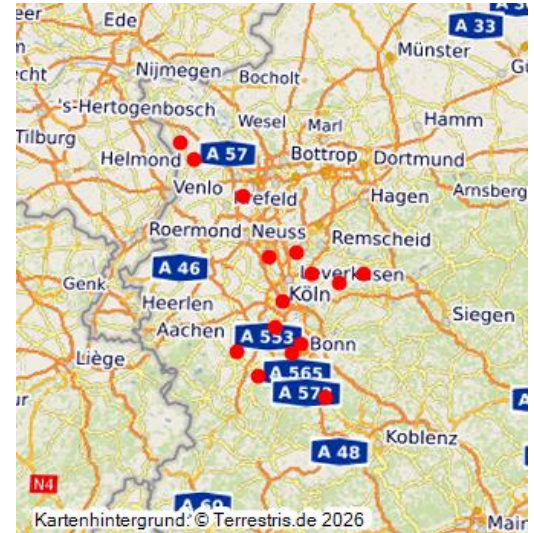 Ede
A 33
Münster
Nijmegen
Bocholt
's-Hertogenbosch
Wesel
Marl
Hamm
Tilburg
Helmond
A 57
Bottrop
Dortmund
Venlo
Krefeld
Hagen
Arnsberg
Roermond
Neuss
Remscheid
A 46
Leverkusen
Genk
Heerlen
Köln
Siegen
Aachen
A 553
Bonn
Liège
A 565
A 573
Koblenz
A 48
N4
Kartenhintergrund: © Terrestris.de 2026